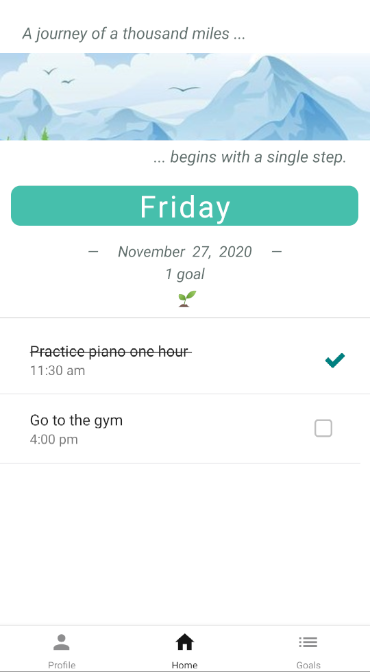 A journey of a thousand miles ...
... begins with a single step.
Friday
— November 27, 2020 —
1 goal
Practice piano one hour
11:30 am
Go to the gym
4:00 pm
Profile
Home
Goals